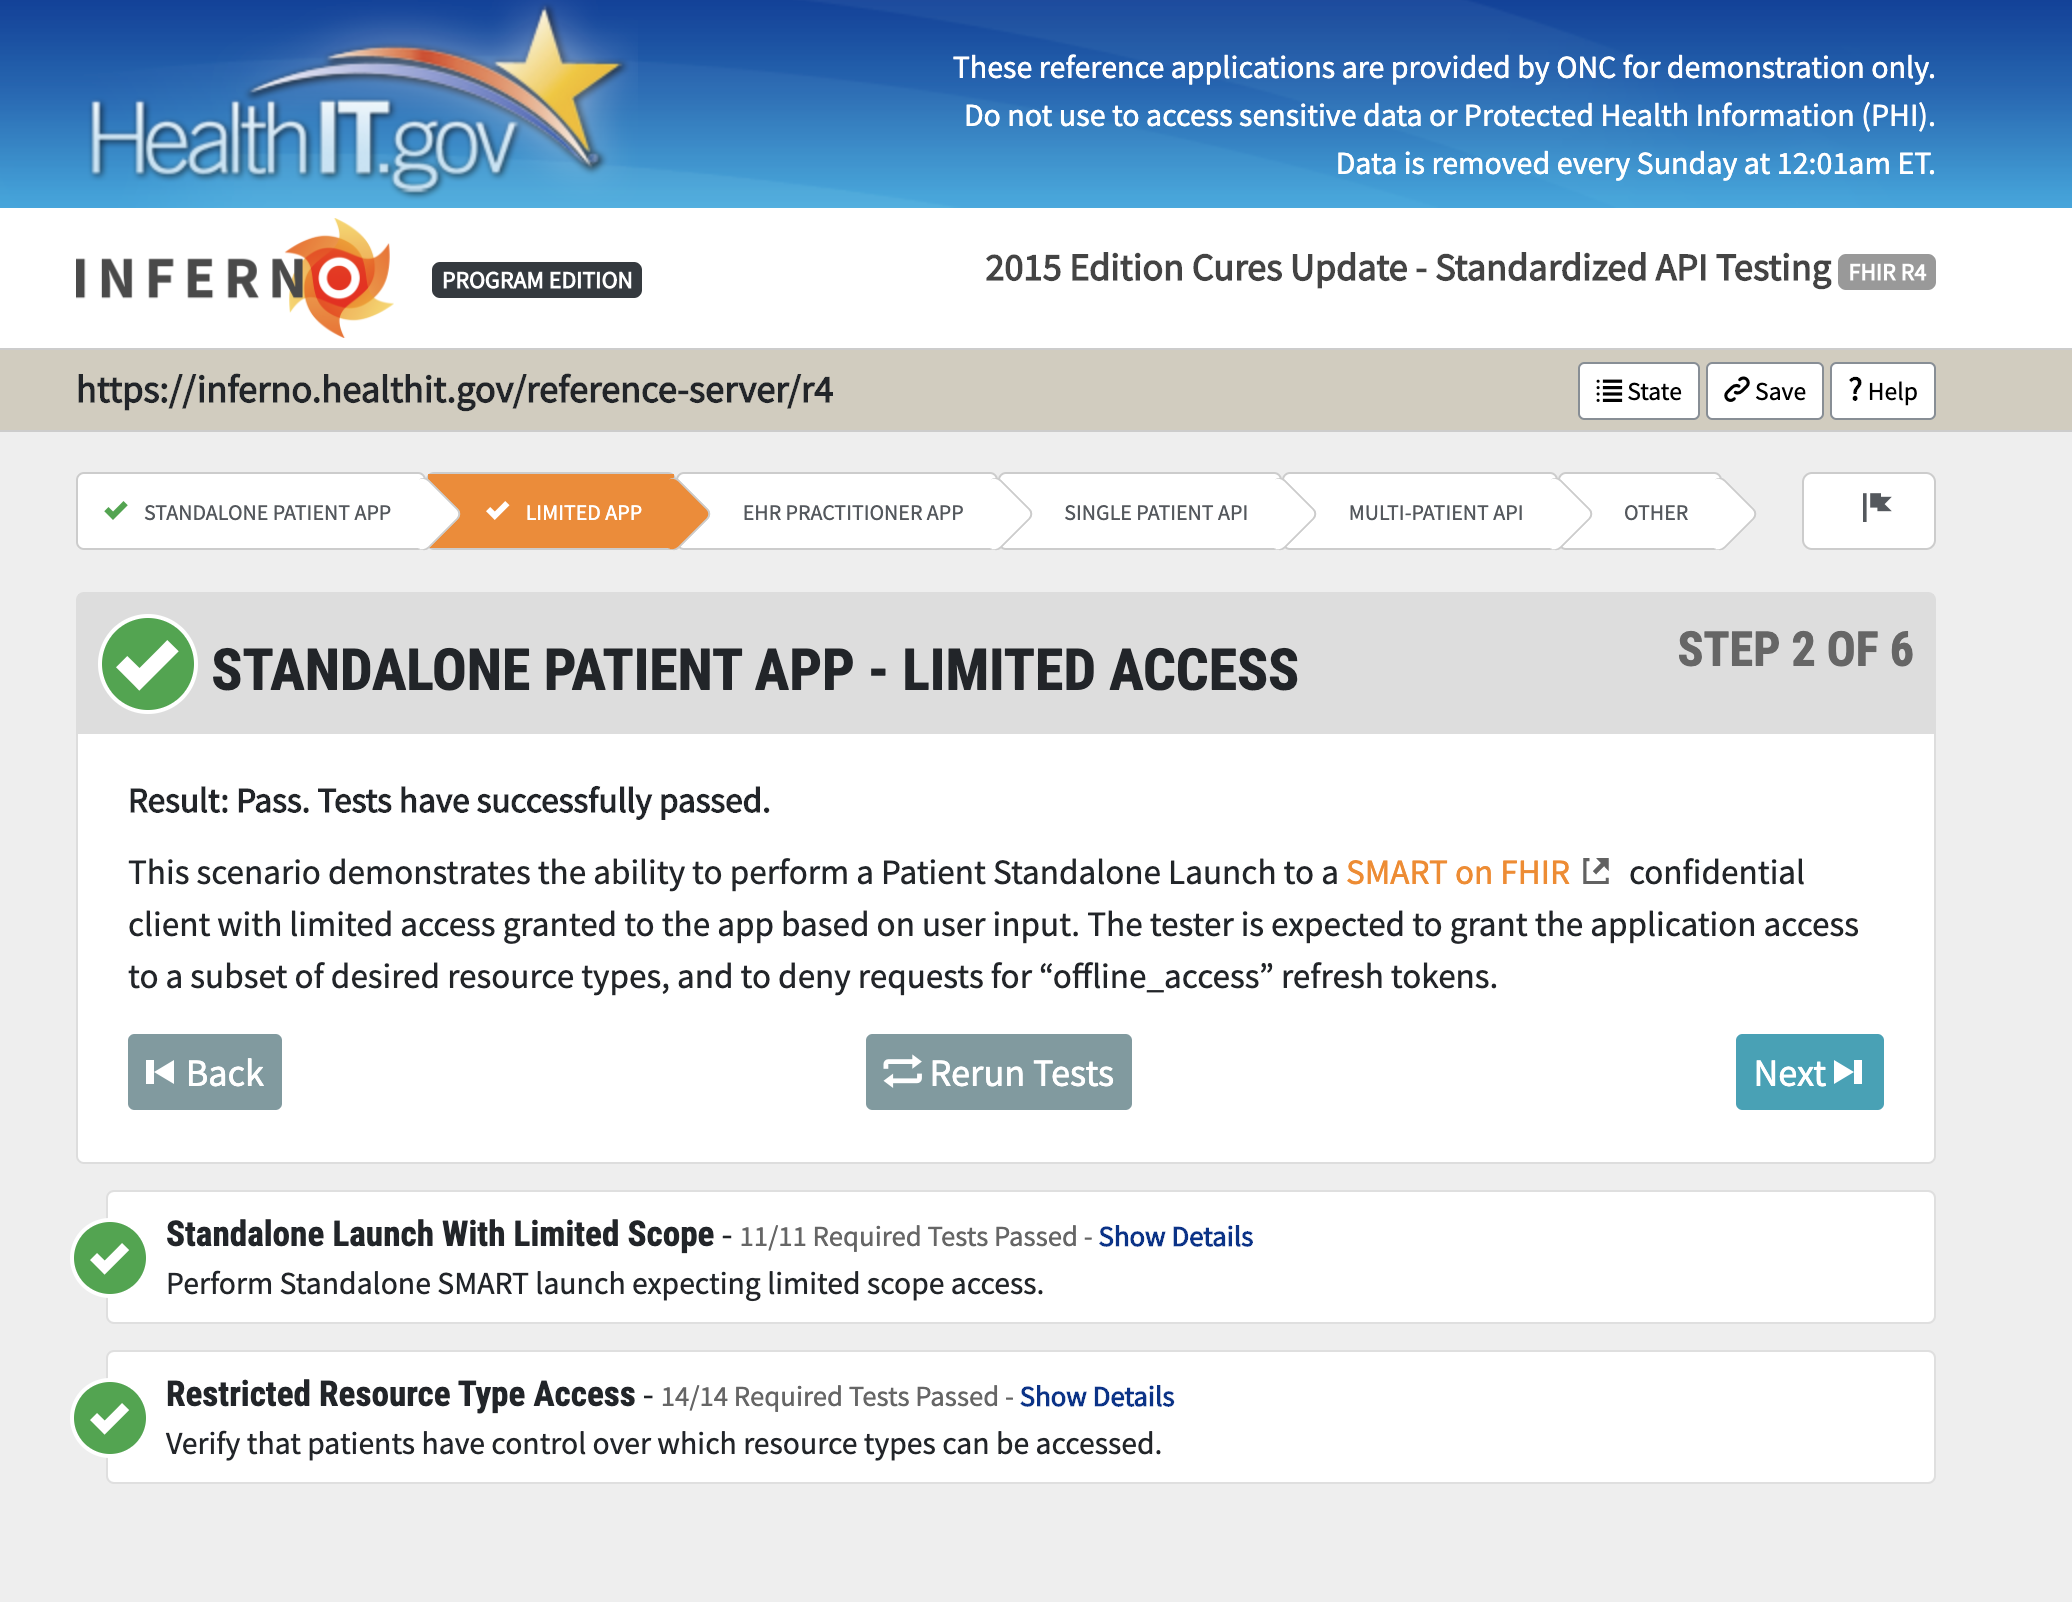 HealthIT.gov
These reference applications are provided by ONC for demonstration only.
Do not use to access sensitive data or Protected Health Information (PHI).
Data is removed every Sunday at 12:01am ET.
INFERNO
PROGRAM EDITION
2015 Edition Cures Update - Standardized API Testing FHIR R4
https://inferno.healthit.gov/reference-server/r4
State
Save
? Help
STANDALONE PATIENT APP
LIMITED APP
EHR PRACTITIONER APP
SINGLE PATIENT API
MULTI-PATIENT API
OTHER
STANDALONE PATIENT APP - LIMITED ACCESS
STEP 2 OF 6
Result: Pass. Tests have successfully passed.
This scenario demonstrates the ability to perform a Patient Standalone Launch to a SMART on FHIR confidential
client with limited access granted to the app based on user input. The tester is expected to grant the application access
to a subset of desired resource types, and to deny requests for “offline_access” refresh tokens.
Back
Rerun Tests
Next
Standalone Launch With Limited Scope - 11/11 Required Tests Passed - Show Details
Perform Standalone SMART launch expecting limited scope access.
Restricted Resource Type Access - 14/14 Required Tests Passed - Show Details
Verify that patients have control over which resource types can be accessed.